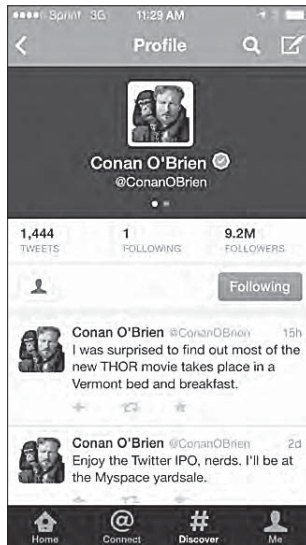 Sprint 3G 11:29 AM
Profile
Conan O'Brien
@ConanOBrien
1,444 1 9.2M
TWEETS FOLLOWING FOLLOWERS
Following
Conan O'Brien @ConanOBrien 15h
I was surprised to find out most of the
new THOR movie takes place in a
Vermont bed and breakfast.
Conan O'Brien @ConanOBrien 2d
Enjoy the Twitter IPO, nerds. I'll be at
the Myspace yardsale.
Home Connect Discover Me